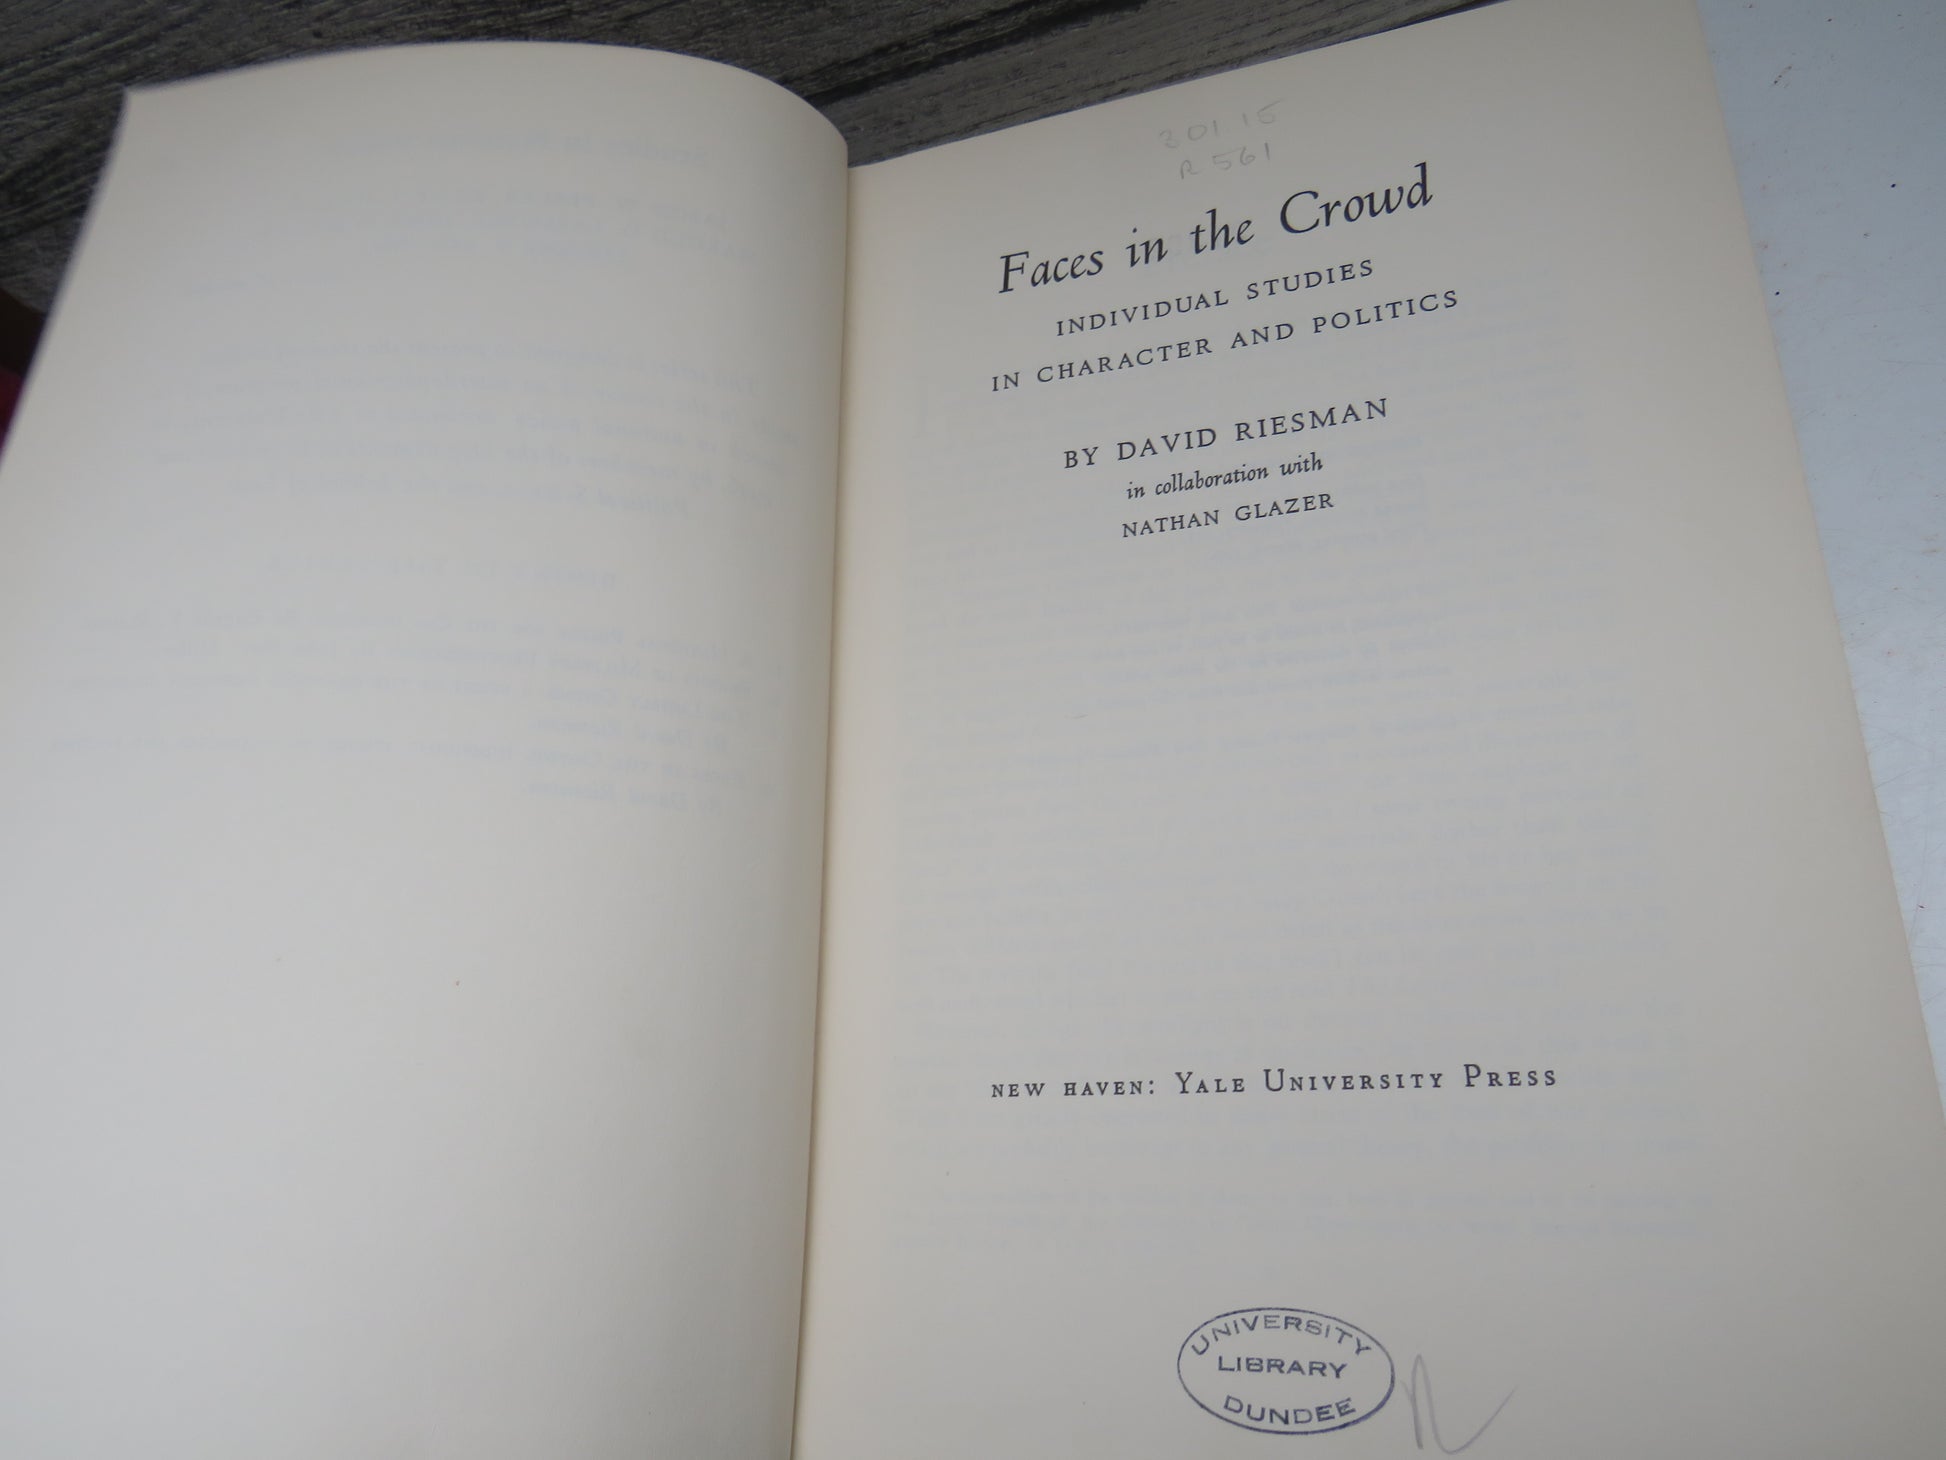 301.15
R 561
Faces in the Crowd
INDIVIDUAL STUDIES
IN CHARACTER AND POLITICS
BY DAVID RIESMAN
in collaboration with
NATHAN GLAZER
NEW HAVEN: YALE UNIVERSITY PRESS
UNIVERSITY
LIBRARY
DUNDEE